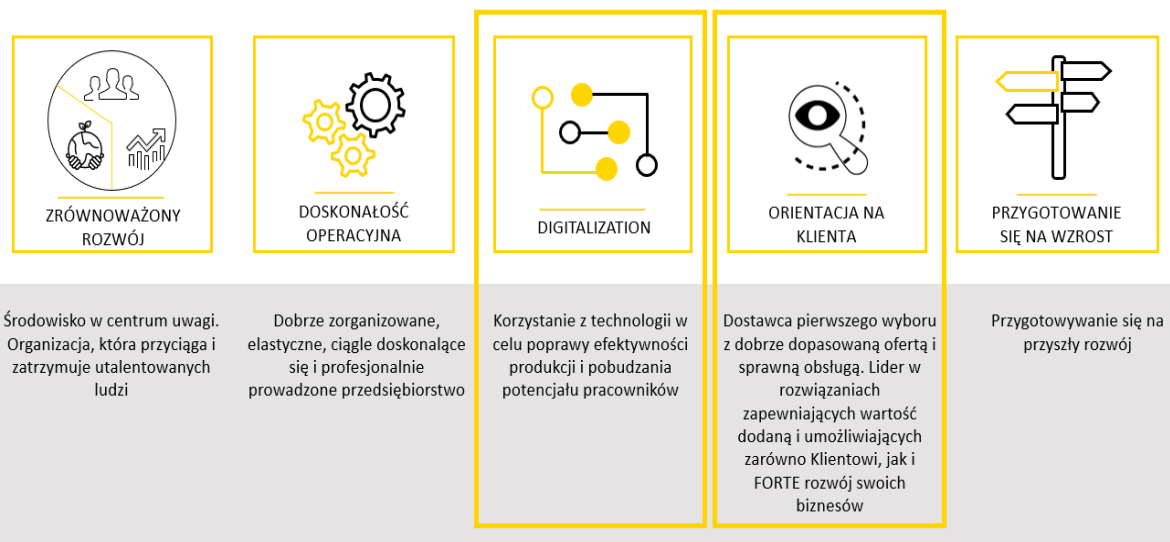 ZRÓWNOWAŻONY
ROZWÓJ
DOSKONAŁOŚĆ
OPERACYJNA
DIGITALIZATION
ORIENTACJA NA
KLIENTA
PRZYGOTOWANIE
SIĘ NA WZROST
Środowisko w centrum uwagi.
Organizacja, która przyciąga i
zatrzymuje utalentowanych
ludzi
Dobrze zorganizowane,
elastyczne, ciągle doskonalące
się i profesjonalnie
prowadzone przedsiębiorstwo
Korzystanie z technologii w
celu poprawy efektywności
produkcji i pobudzania
potencjału pracowników
Dostawca pierwszego wyboru
z dobrze dopasowaną ofertą i
sprawną obsługą. Lider w
rozwiązaniach
zapewniających wartość
dodaną i umożliwiających
zarówno Klientowi, jak i
FORTE rozwój swoich
biznesów
Przygotowywanie się na
przyszły rozwój